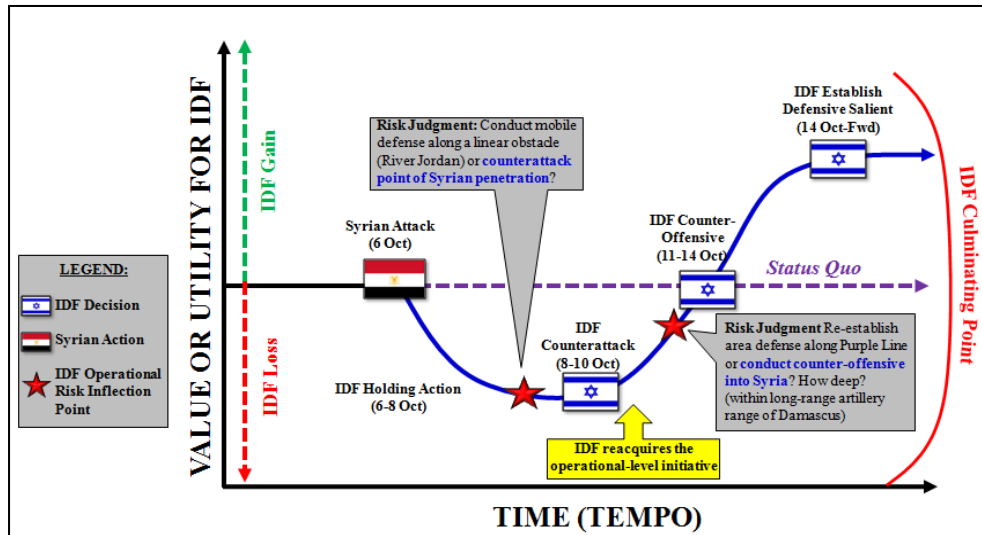 VALUE OR UTILITY FOR IDF
IDF Gain
IDF Loss
LEGEND:
IDF Decision
Syrian Action
IDF Operational
Risk Inflection
Point
Syrian Attack
(6 Oct)
Risk Judgment: Conduct mobile
defense along a linear obstacle
(River Jordan) or counterattack
point of Syrian penetration?
IDF Holding Action
(6-8 Oct)
IDF
Counterattack
(8-10 Oct)
IDF reacquires the
operational-level initiative
IDF Counter-
Offensive
(11-14 Oct)
IDF Establish
Defensive Salient
(14 Oct-Fwd)
Status Quo
Risk Judgment Re-establish
area defense along Purple Line
or conduct counter-offensive
into Syria? How deep?
(within long-range artillery
range of Damascus)
IDF Culminating Point
TIME (TEMPO)